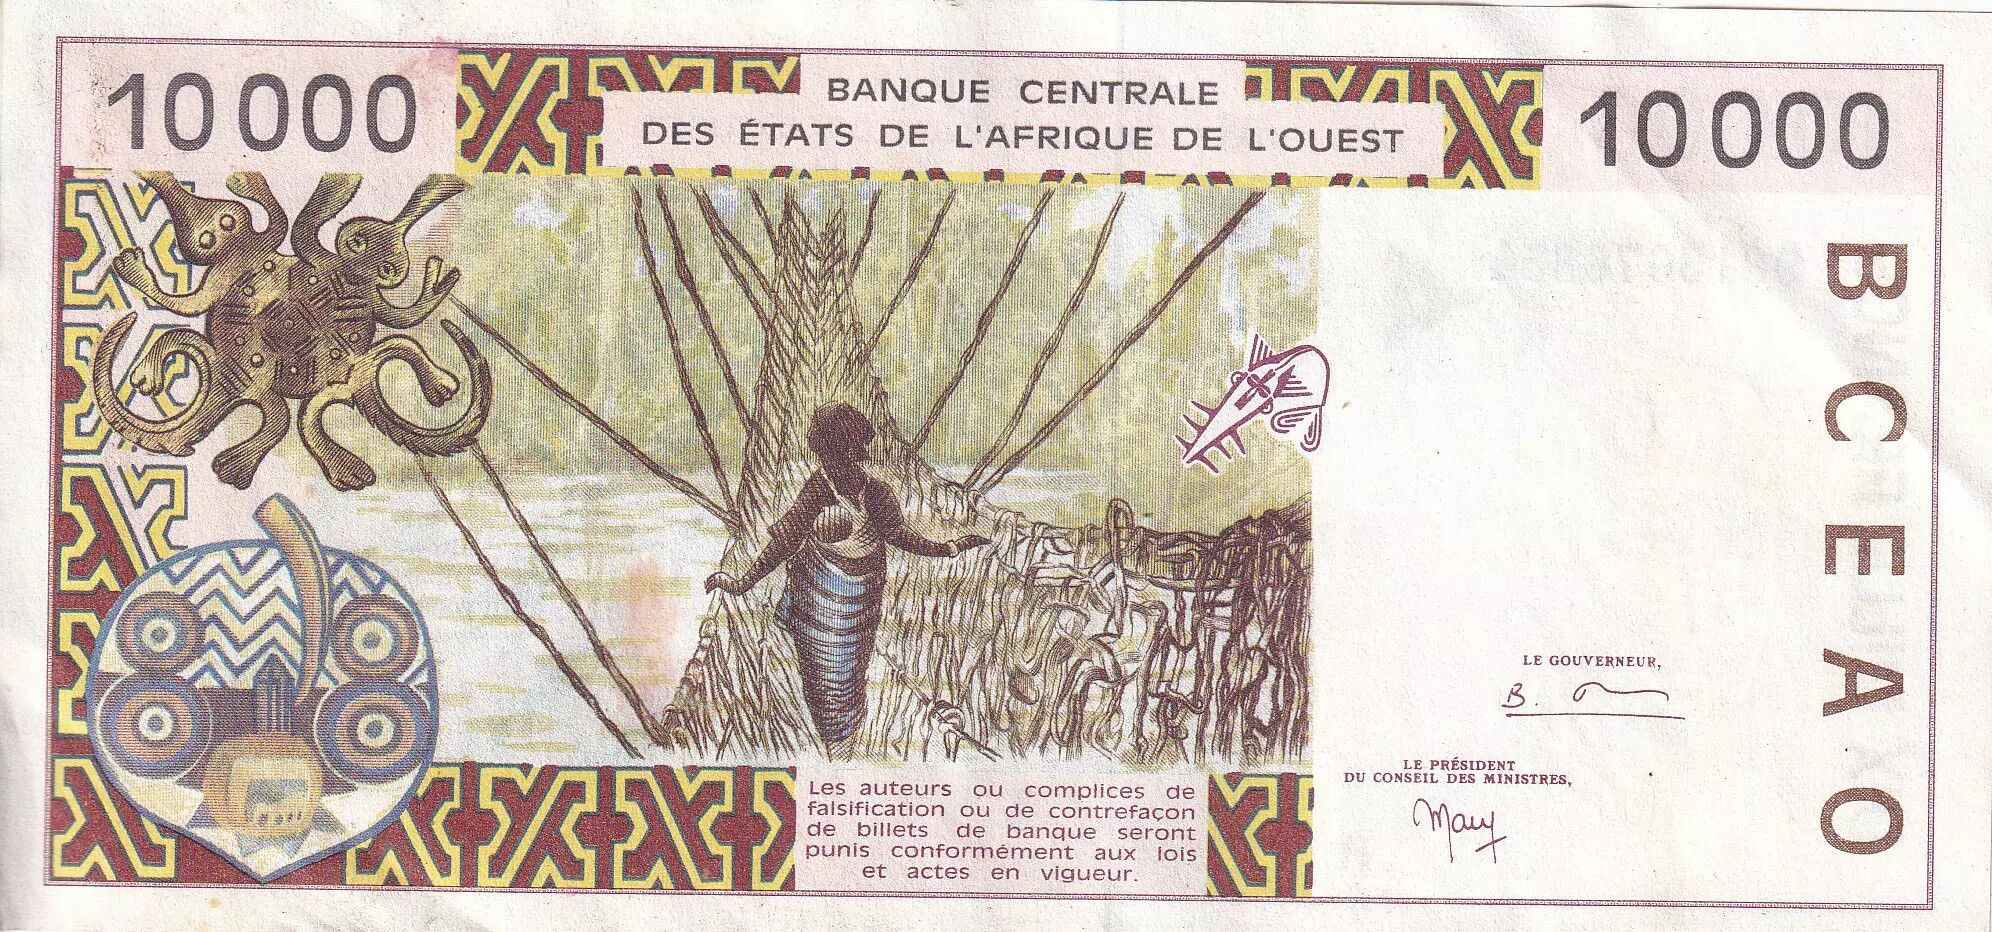 10 000
BANQUE CENTRALE
DES ÉTATS DE L'AFRIQUE DE L'OUEST
10 000
BCEAO
LE GOUVERNEUR,
LE PRÉSIDENT
DU CONSEIL DES MINISTRES,
Les auteurs ou complices de
falsification ou de contrefaçon
de billets de banque seront
punis conformément aux lois
et actes en vigueur.